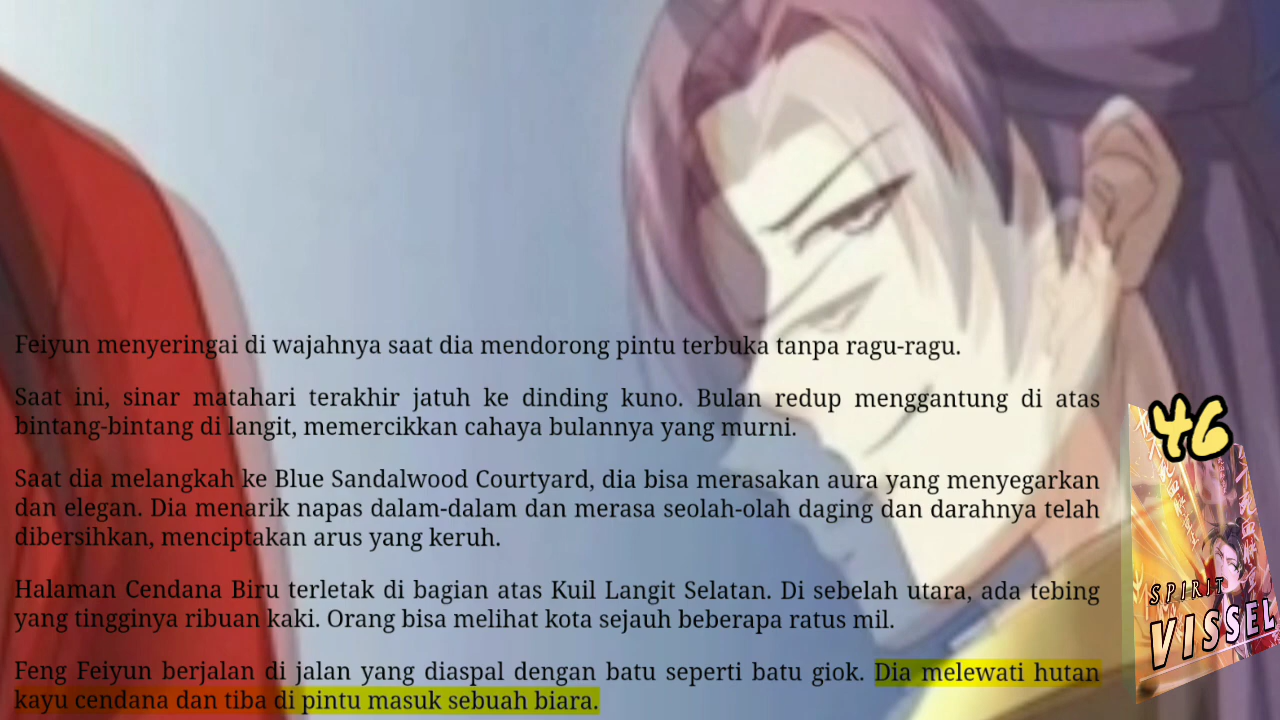 Feiyun menyeringai di wajahnya saat dia mendorong pintu terbuka tanpa ragu-ragu.
Saat ini, sinar matahari terakhir jatuh ke dinding kuno. Bulan redup menggantung di atas
bintang-bintang di langit, memercikkan cahaya bulannya yang murni.
Saat dia melangkah ke Blue Sandalwood Courtyard, dia bisa merasakan aura yang menyegarkan
dan elegan. Dia menarik napas dalam-dalam dan merasa seolah-olah daging dan darahnya telah
dibersihkan, menciptakan arus yang keruh.
Halaman Cendana Biru terletak di bagian atas Kuil Langit Selatan. Di sebelah utara, ada tebing
yang tingginya ribuan kaki. Orang bisa melihat kota sejauh beberapa ratus mil.
Feng Feiyun berjalan di jalan yang diaspal dengan batu seperti batu giok. Dia melewati hutan
kayu cendana dan tiba di pintu masuk sebuah biara.
46
SPIRIT
VISSEL